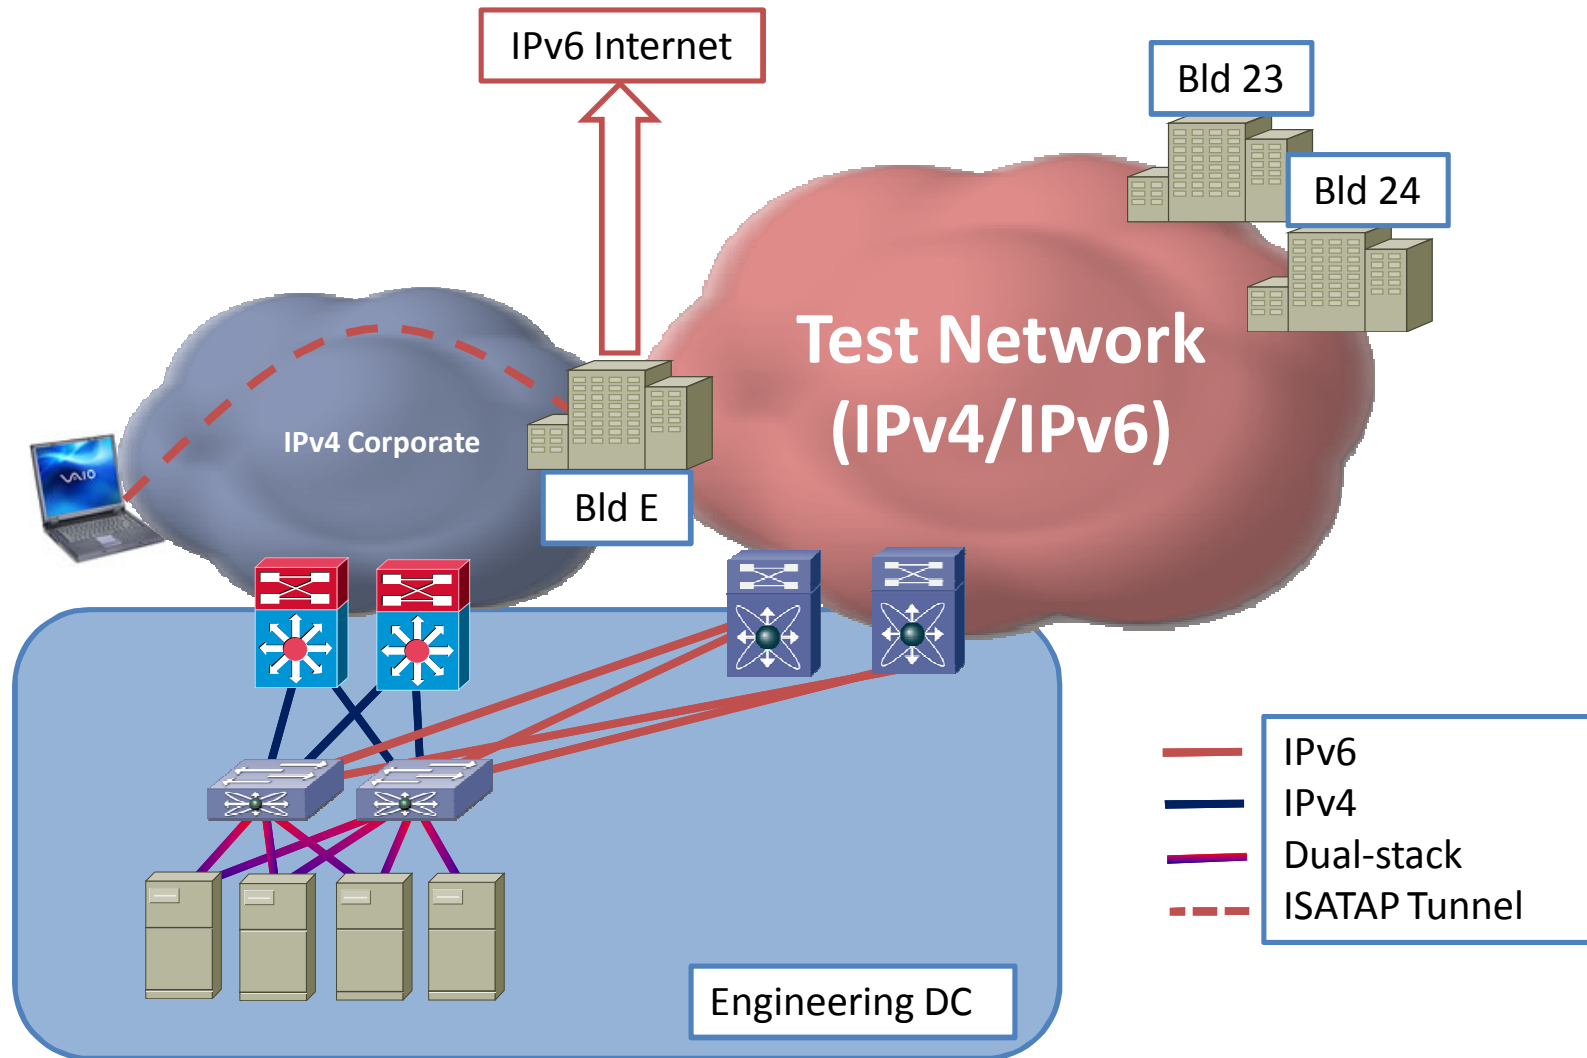 IPv6 Internet
Bld 23
Bld 24
Test Network
(IPv4/IPv6)
IPv4 Corporate
VAIO
Bld E
IPv6
IPv4
Dual-stack
ISATAP Tunnel
Engineering DC